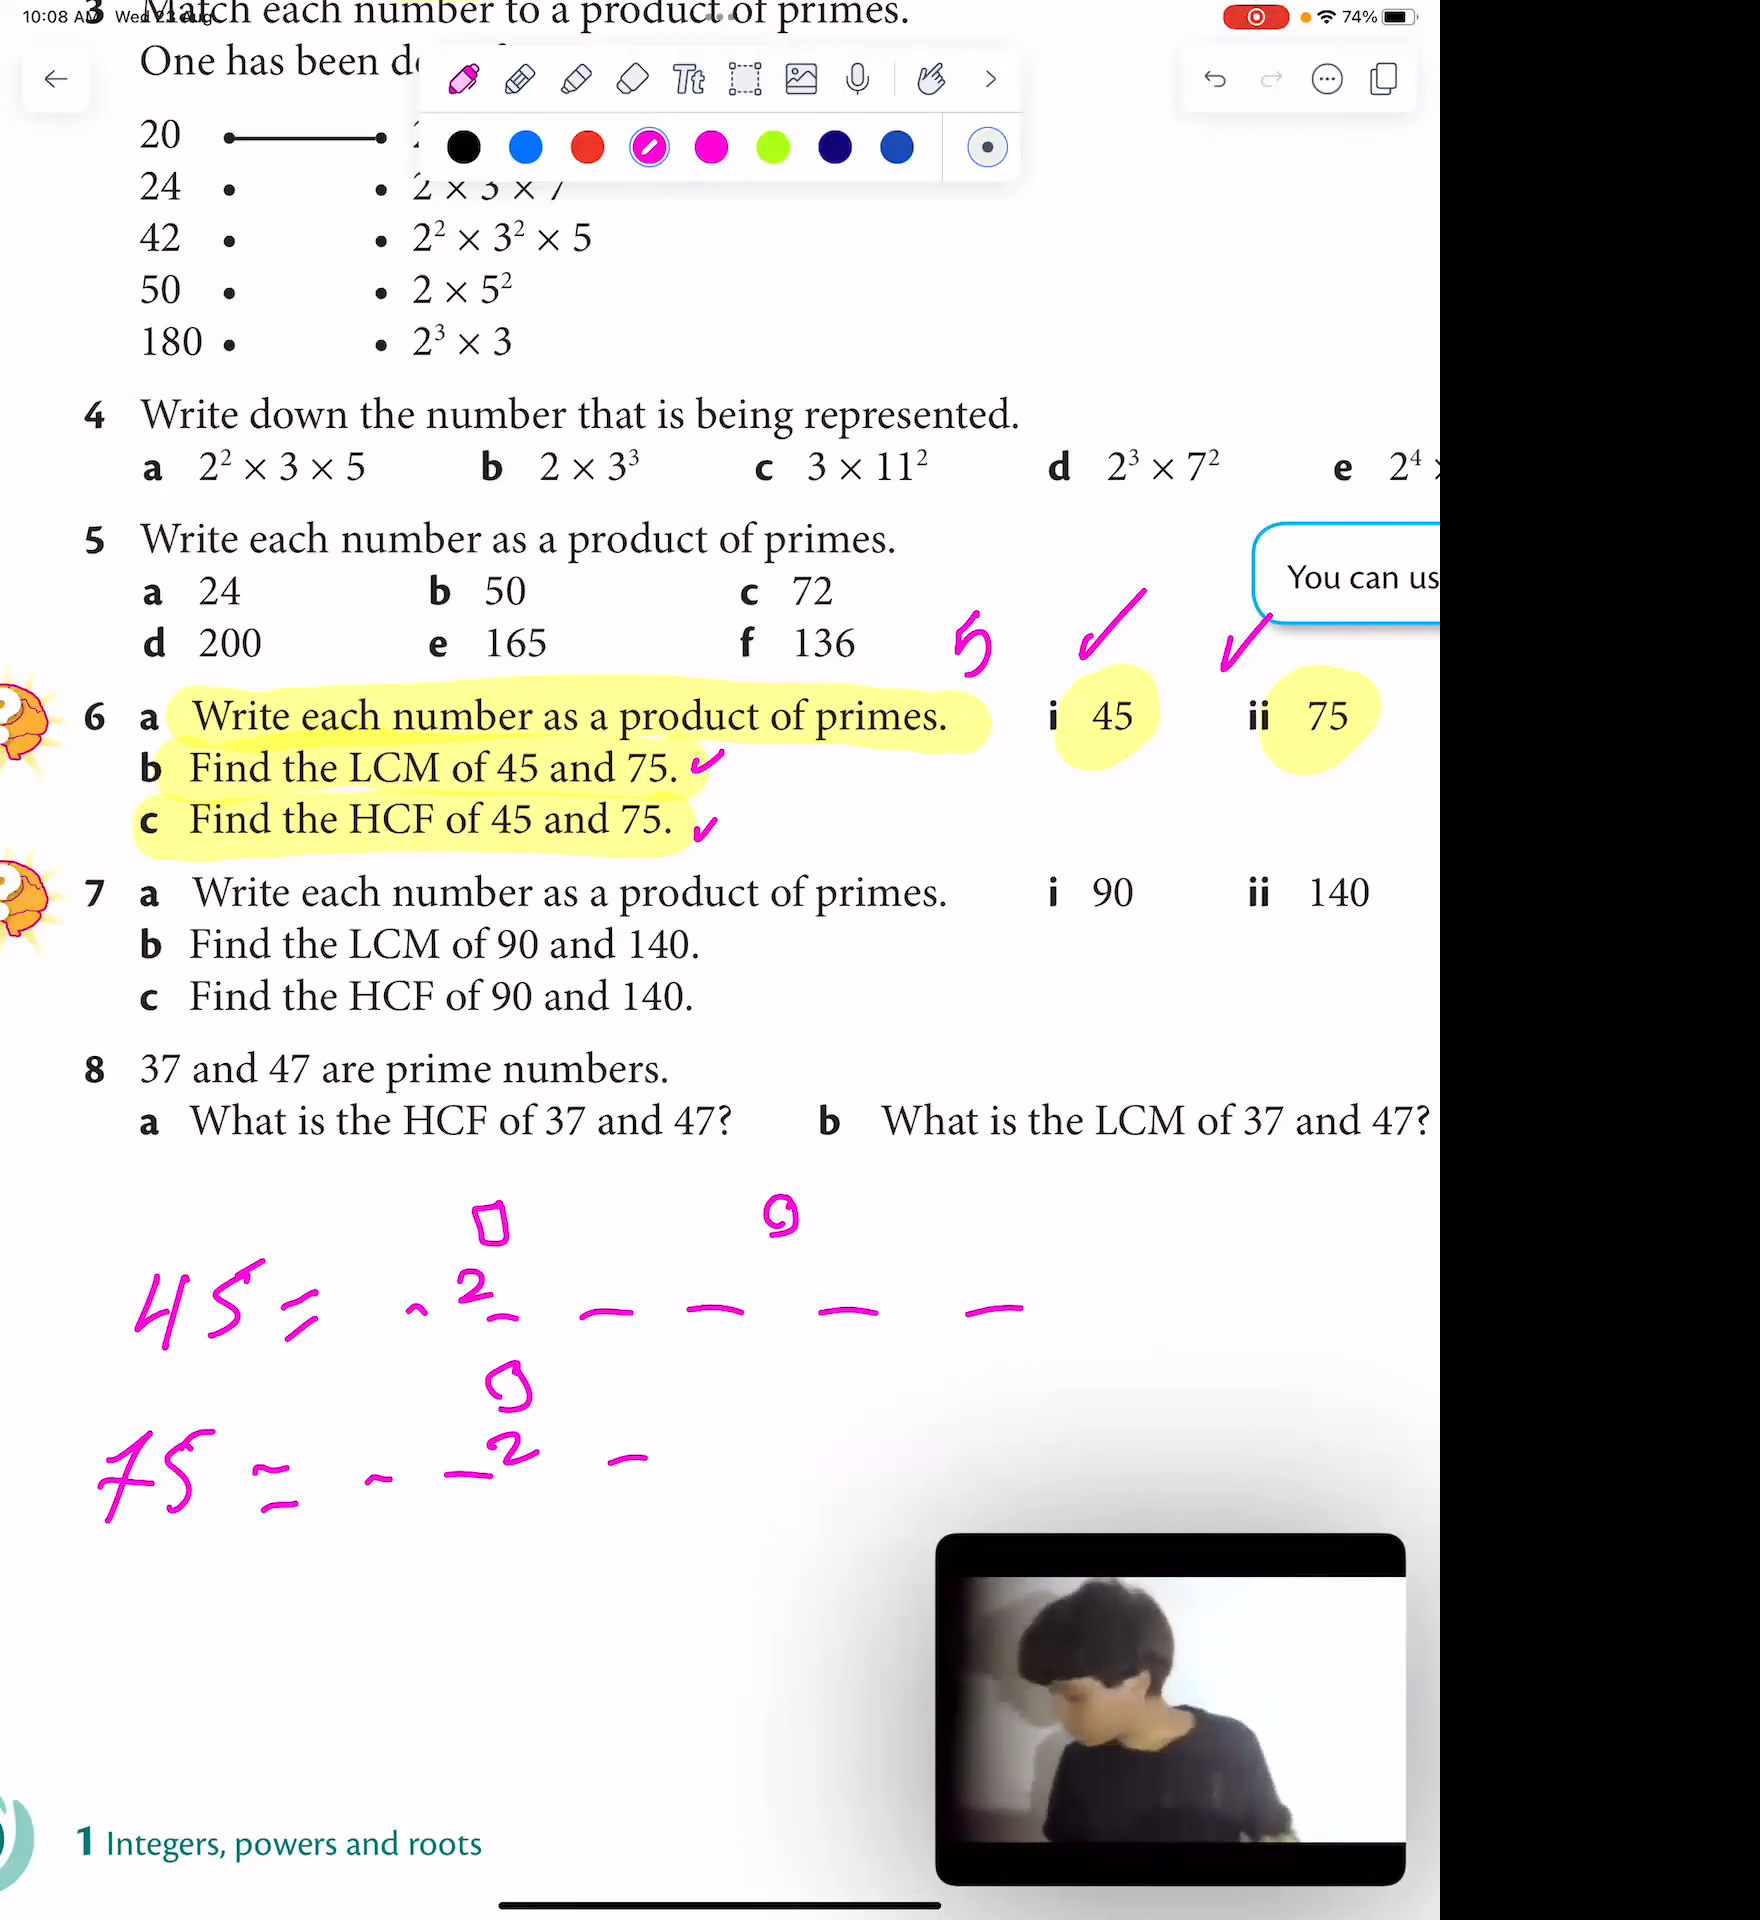 10:08 AM Wed 23 Aug
74%
3 Match each number to a product of primes.
One has been
Tt
20
24 2 × 3 × 7
42 2² × 3² × 5
50 2 × 5²
180 2³ × 3
4 Write down the number that is being represented.
a 2² × 3 × 5 b 2 × 3³ c 3 × 11² d 2³ × 7² e 2⁴
5 Write each number as a product of primes.
You can us
a 24 b 50 c 72
d 200 e 165 f 136 5
6 a Write each number as a product of primes. i 45 ii 75
b Find the LCM of 45 and 75.
c Find the HCF of 45 and 75.
7 a Write each number as a product of primes. i 90 ii 140
b Find the LCM of 90 and 140.
c Find the HCF of 90 and 140.
8 37 and 47 are prime numbers.
a What is the HCF of 37 and 47? b What is the LCM of 37 and 47?
45 = - 2 - - - - -
75 = - - 2 -
1 Integers, powers and roots